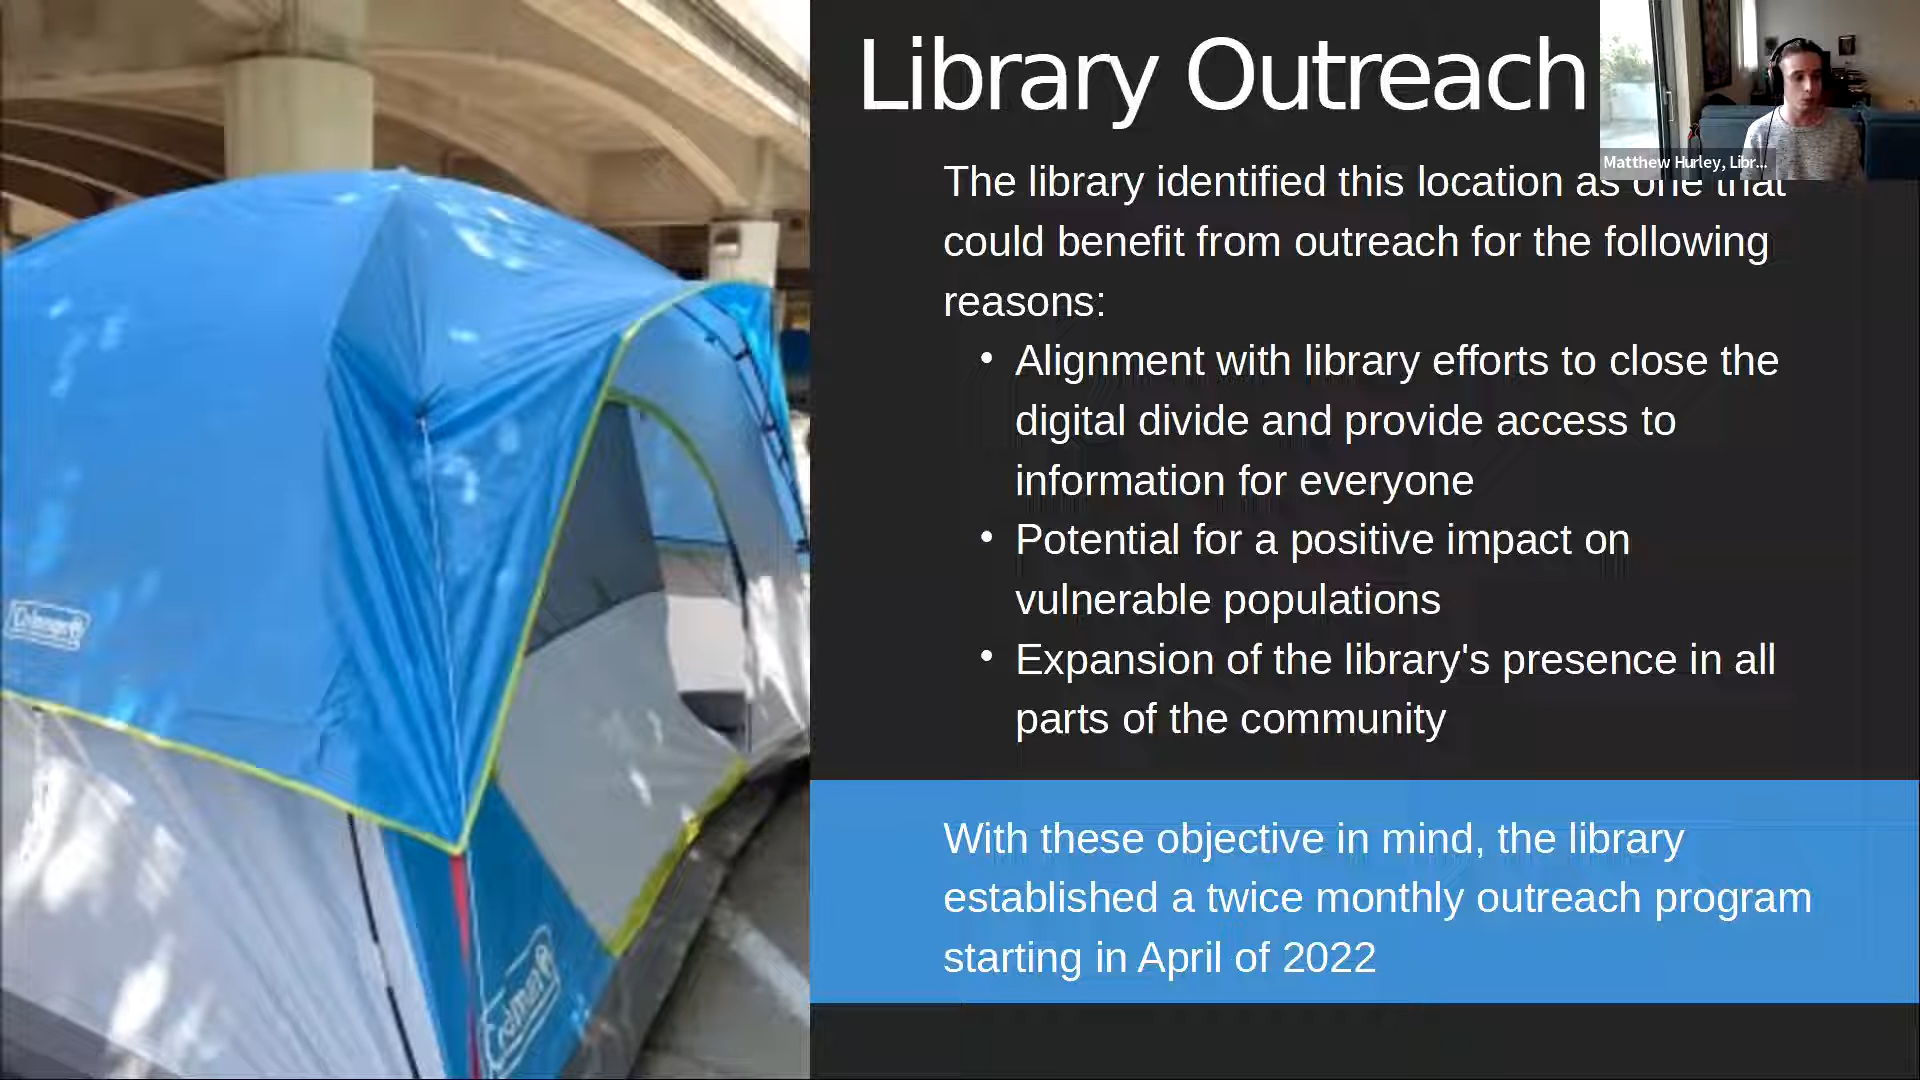 Library Outreach
Matthew Hurley, Libr...
The library identified this location as one that
could benefit from outreach for the following
reasons:
• Alignment with library efforts to close the
digital divide and provide access to
information for everyone
• Potential for a positive impact on
vulnerable populations
• Expansion of the library's presence in all
parts of the community
With these objective in mind, the library
established a twice monthly outreach program
starting in April of 2022
Coleman
Coleman